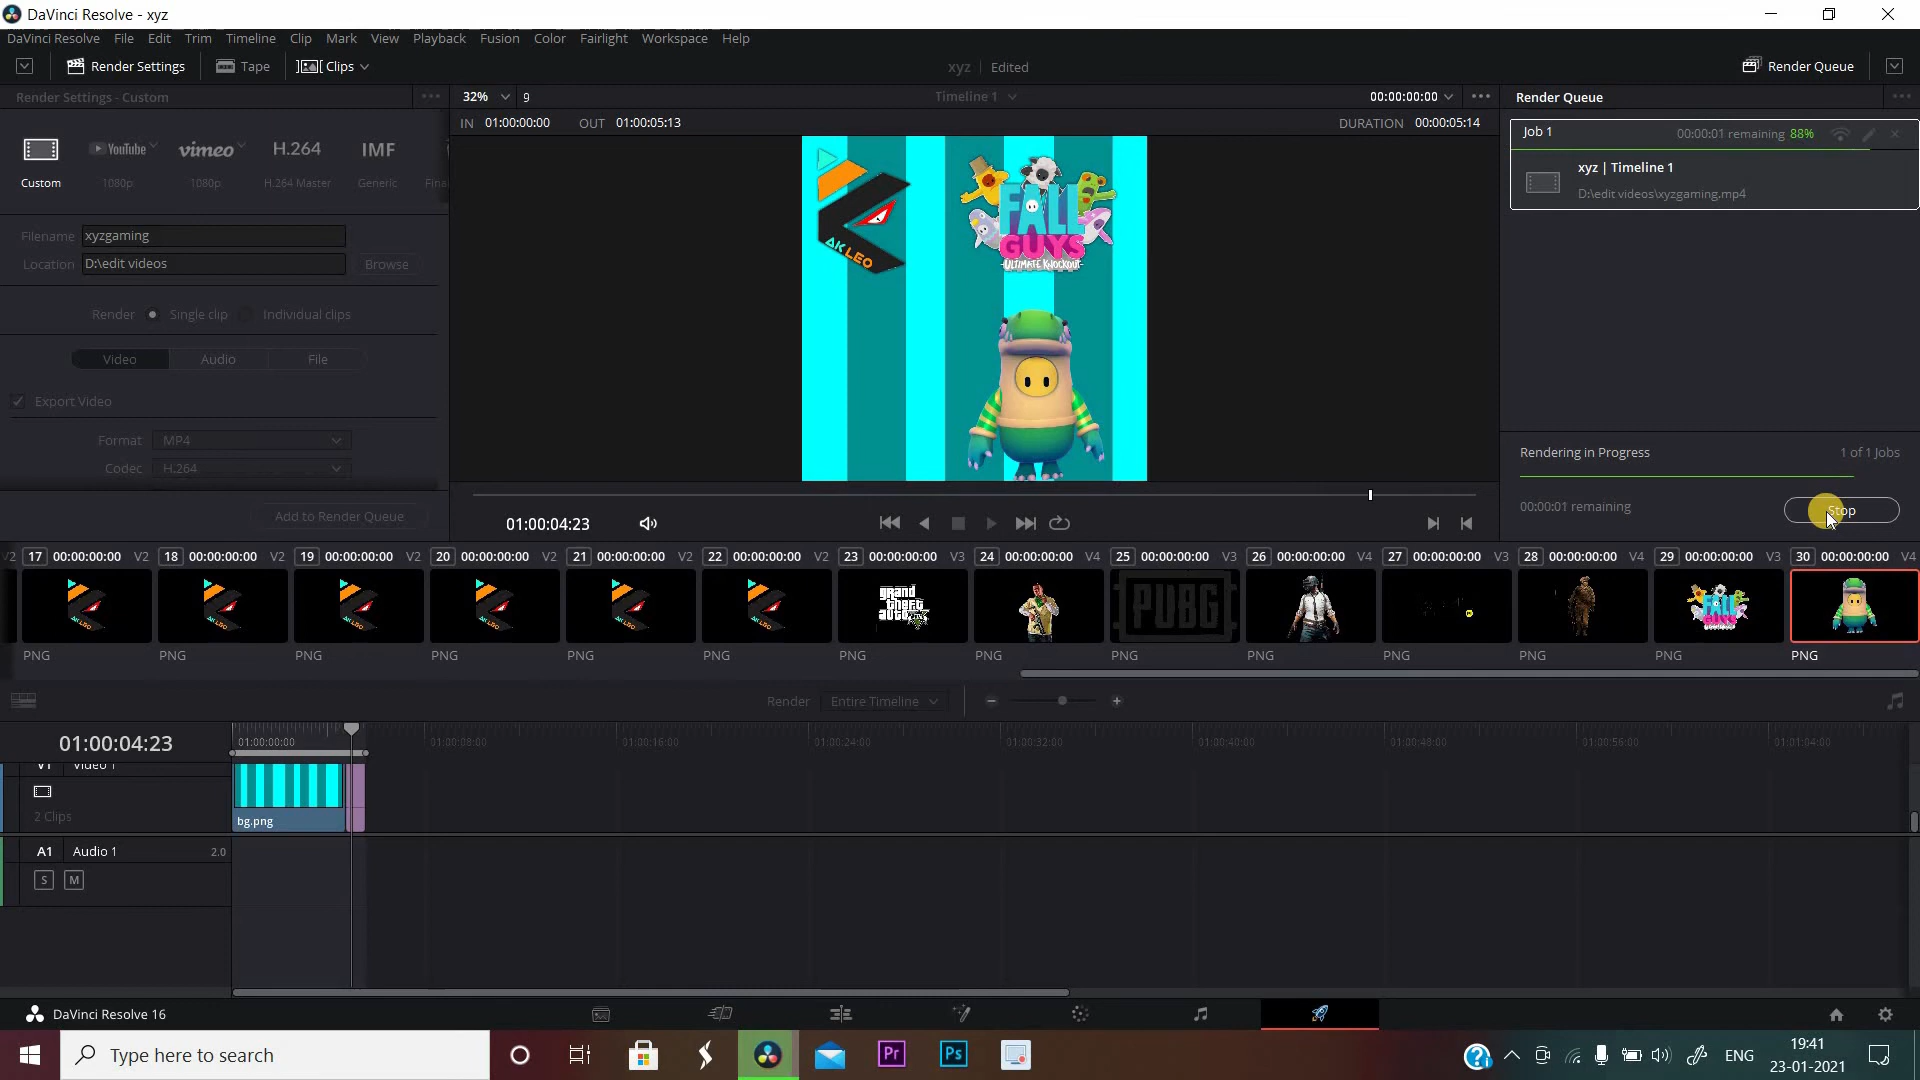 DaVinci Resolve - xyz
DaVinci Resolve File Edit Trim Timeline Clip Mark View Playback Fusion Color Fairlight Workspace Help
Render Settings Tape Clips xyz Edited Render Queue
Render Settings - Custom 32% 9 Timeline 1 00:00:00:00 Render Queue
IN 01:00:00:00 OUT 01:00:05:13 DURATION 00:00:05:14
Job 1 00:00:01 remaining 88%
xyz | Timeline 1
D:\edit videos\xyzgaming.mp4
YouTube vimeo H.264 IMF
Custom 1080p 1080p H.264 Master Generic Fina
Filename xyzgaming
Location D:\edit videos Browse
Render Single clip Individual clips
Video Audio File
Export Video
Format MP4
Codec H.264
Add to Render Queue
AK LEO
FALL
GUYS
ULTIMATE KNOCKOUT
Rendering in Progress 1 of 1 Jobs
00:00:01 remaining Stop
01:00:04:23
V2 17 00:00:00:00 V2 18 00:00:00:00 V2 19 00:00:00:00 V2 20 00:00:00:00 V2 21 00:00:00:00 V2 22 00:00:00:00 V2 23 00:00:00:00 V3 24 00:00:00:00 V4 25 00:00:00:00 V3 26 00:00:00:00 V4 27 00:00:00:00 V3 28 00:00:00:00 V4 29 00:00:00:00 V3 30 00:00:00:00 V4
grand
theft
auto
PUBG
FALL
GUYS
PNG PNG PNG PNG PNG PNG PNG PNG PNG PNG PNG PNG PNG PNG
Render Entire Timeline
01:00:04:23 01:00:00:00 01:00:08:00 01:00:16:00 01:00:24:00 01:00:32:00 01:00:40:00 01:00:48:00 01:00:56:00 01:01:04:00
V1 Video 1
2 Clips
bg.png
A1 Audio 1 2.0
S M
DaVinci Resolve 16
Type here to search
Pr
Ps
ENG
19:41
23-01-2021